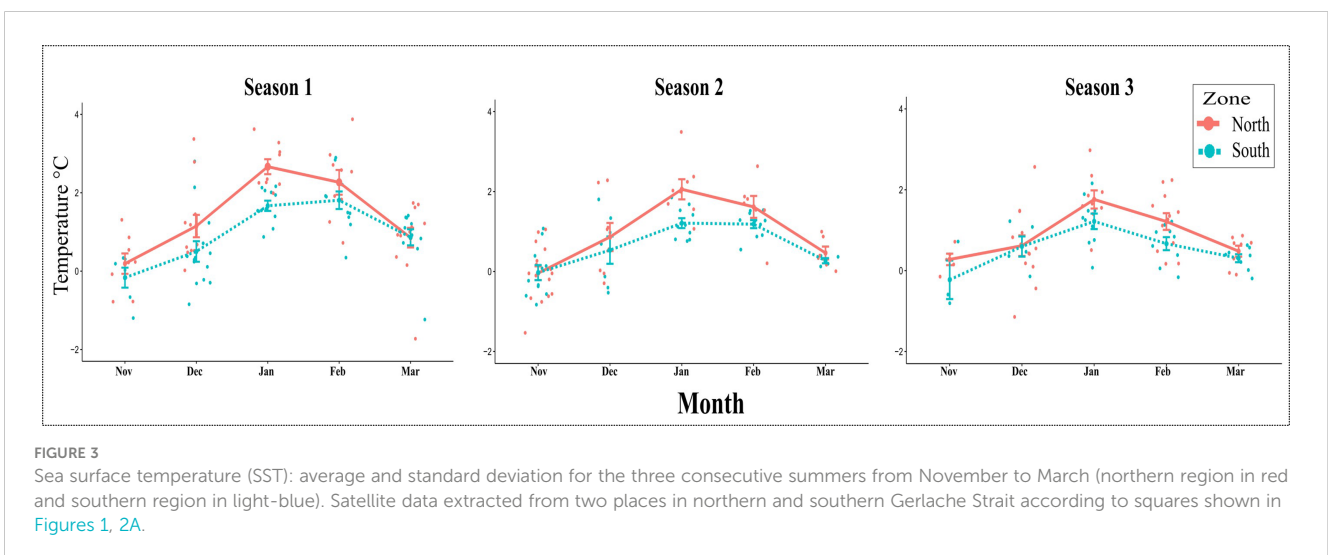 Season 1
Season 2
Season 3
Zone
North
South
Temperature °C
4
2
0
−2
4
2
0
−2
4
2
0
−2
Nov Dec Jan Feb Mar
Nov Dec Jan Feb Mar
Nov Dec Jan Feb Mar
Month
FIGURE 3
Sea surface temperature (SST): average and standard deviation for the three consecutive summers from November to March (northern region in red
and southern region in light-blue). Satellite data extracted from two places in northern and southern Gerlache Strait according to squares shown in
Figures 1, 2A.